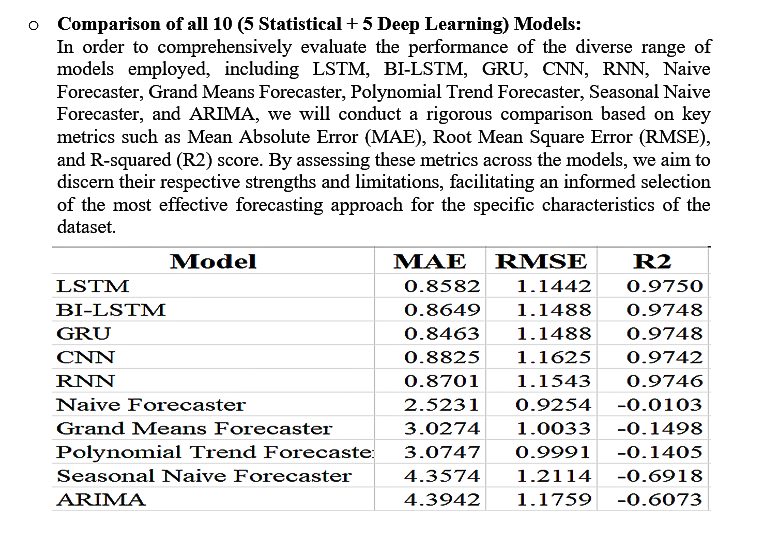 o Comparison of all 10 (5 Statistical + 5 Deep Learning) Models:
In order to comprehensively evaluate the performance of the diverse range of
models employed, including LSTM, BI-LSTM, GRU, CNN, RNN, Naive
Forecaster, Grand Means Forecaster, Polynomial Trend Forecaster, Seasonal Naive
Forecaster, and ARIMA, we will conduct a rigorous comparison based on key
metrics such as Mean Absolute Error (MAE), Root Mean Square Error (RMSE),
and R-squared (R2) score. By assessing these metrics across the models, we aim to
discern their respective strengths and limitations, facilitating an informed selection
of the most effective forecasting approach for the specific characteristics of the
dataset.
Model MAE RMSE R2
LSTM 0.8582 1.1442 0.9750
BI-LSTM 0.8649 1.1488 0.9748
GRU 0.8463 1.1488 0.9748
CNN 0.8825 1.1625 0.9742
RNN 0.8701 1.1543 0.9746
Naive Forecaster 2.5231 0.9254 -0.0103
Grand Means Forecaster 3.0274 1.0033 -0.1498
Polynomial Trend Forecaste 3.0747 0.9991 -0.1405
Seasonal Naive Forecaster 4.3574 1.2114 -0.6918
ARIMA 4.3942 1.1759 -0.6073